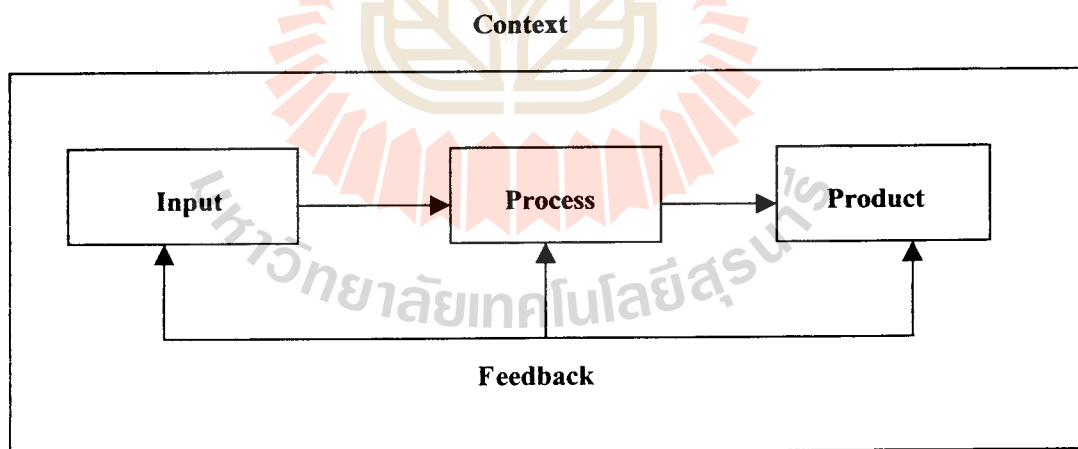 Context
Input
Process
Product
มหาวิทยาลัยเทคโนโลยีสุรนารี
Feedback